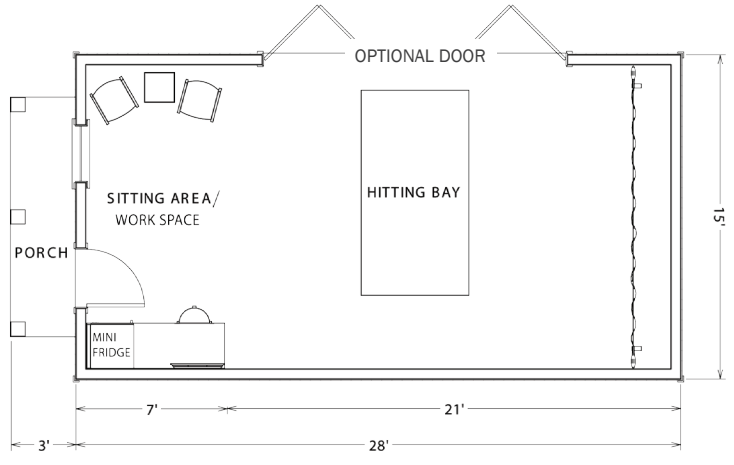 OPTIONAL DOOR
HITTING BAY
SITTING AREA/
WORK SPACE
15'
PORCH
MINI
FRIDGE
7'
21'
3'
28'